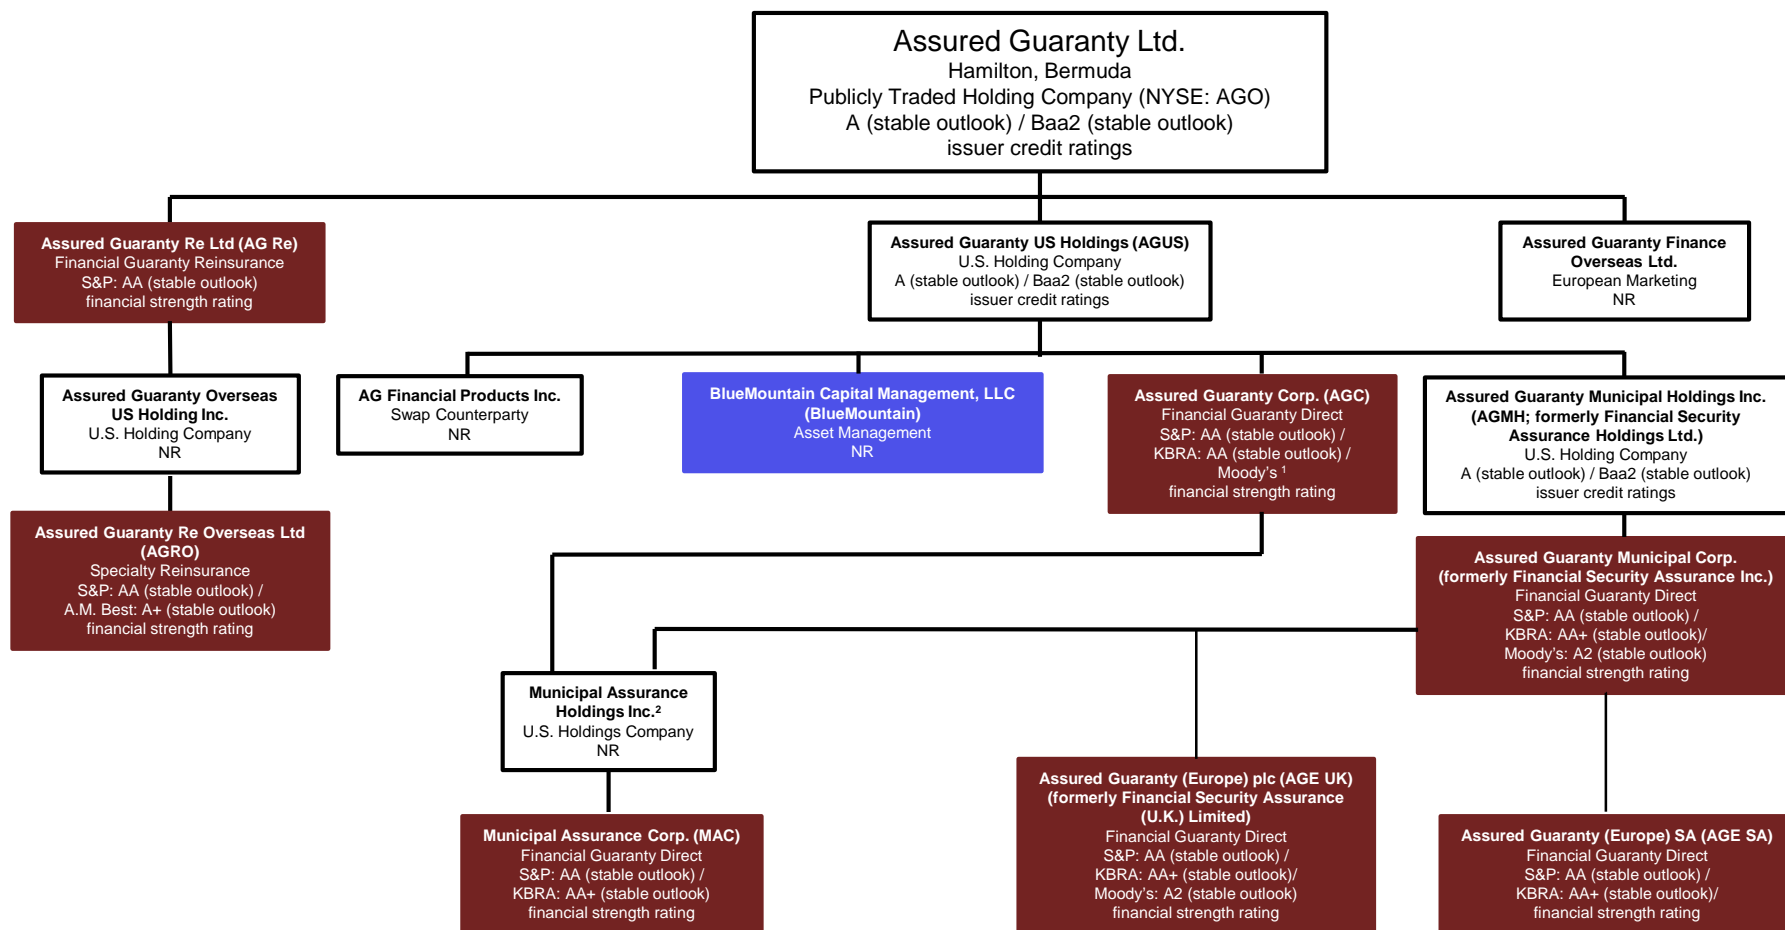 Assured Guaranty Ltd.
Hamilton, Bermuda
Publicly Traded Holding Company (NYSE: AGO)
A (stable outlook) / Baa2 (stable outlook)
issuer credit ratings
Assured Guaranty Re Ltd (AG Re)
Financial Guaranty Reinsurance
S&P: AA (stable outlook)
financial strength rating
Assured Guaranty US Holdings (AGUS)
U.S. Holding Company
A (stable outlook) / Baa2 (stable outlook)
issuer credit ratings
Assured Guaranty Finance
Overseas Ltd.
European Marketing
NR
Assured Guaranty Overseas
US Holding Inc.
U.S. Holding Company
NR
AG Financial Products Inc.
Swap Counterparty
NR
BlueMountain Capital Management, LLC
(BlueMountain)
Asset Management
NR
Assured Guaranty Corp. (AGC)
Financial Guaranty Direct
S&P: AA (stable outlook) /
KBRA: AA (stable outlook) /
Moody's ¹
financial strength rating
Assured Guaranty Municipal Holdings Inc.
(AGMH; formerly Financial Security
Assurance Holdings Ltd.)
U.S. Holding Company
A (stable outlook) / Baa2 (stable outlook)
issuer credit ratings
Assured Guaranty Re Overseas Ltd
(AGRO)
Specialty Reinsurance
S&P: AA (stable outlook) /
A.M. Best: A+ (stable outlook)
financial strength rating
Assured Guaranty Municipal Corp.
(formerly Financial Security Assurance Inc.)
Financial Guaranty Direct
S&P: AA (stable outlook) /
KBRA: AA+ (stable outlook)/
Moody's: A2 (stable outlook)
financial strength rating
Municipal Assurance
Holdings Inc.²
U.S. Holdings Company
NR
Municipal Assurance Corp. (MAC)
Financial Guaranty Direct
S&P: AA (stable outlook) /
KBRA: AA+ (stable outlook)
financial strength rating
Assured Guaranty (Europe) plc (AGE UK)
(formerly Financial Security Assurance
(U.K.) Limited)
Financial Guaranty Direct
S&P: AA (stable outlook) /
KBRA: AA+ (stable outlook)/
Moody's: A2 (stable outlook)
financial strength rating
Assured Guaranty (Europe) SA (AGE SA)
Financial Guaranty Direct
S&P: AA (stable outlook) /
KBRA: AA+ (stable outlook)/
financial strength rating